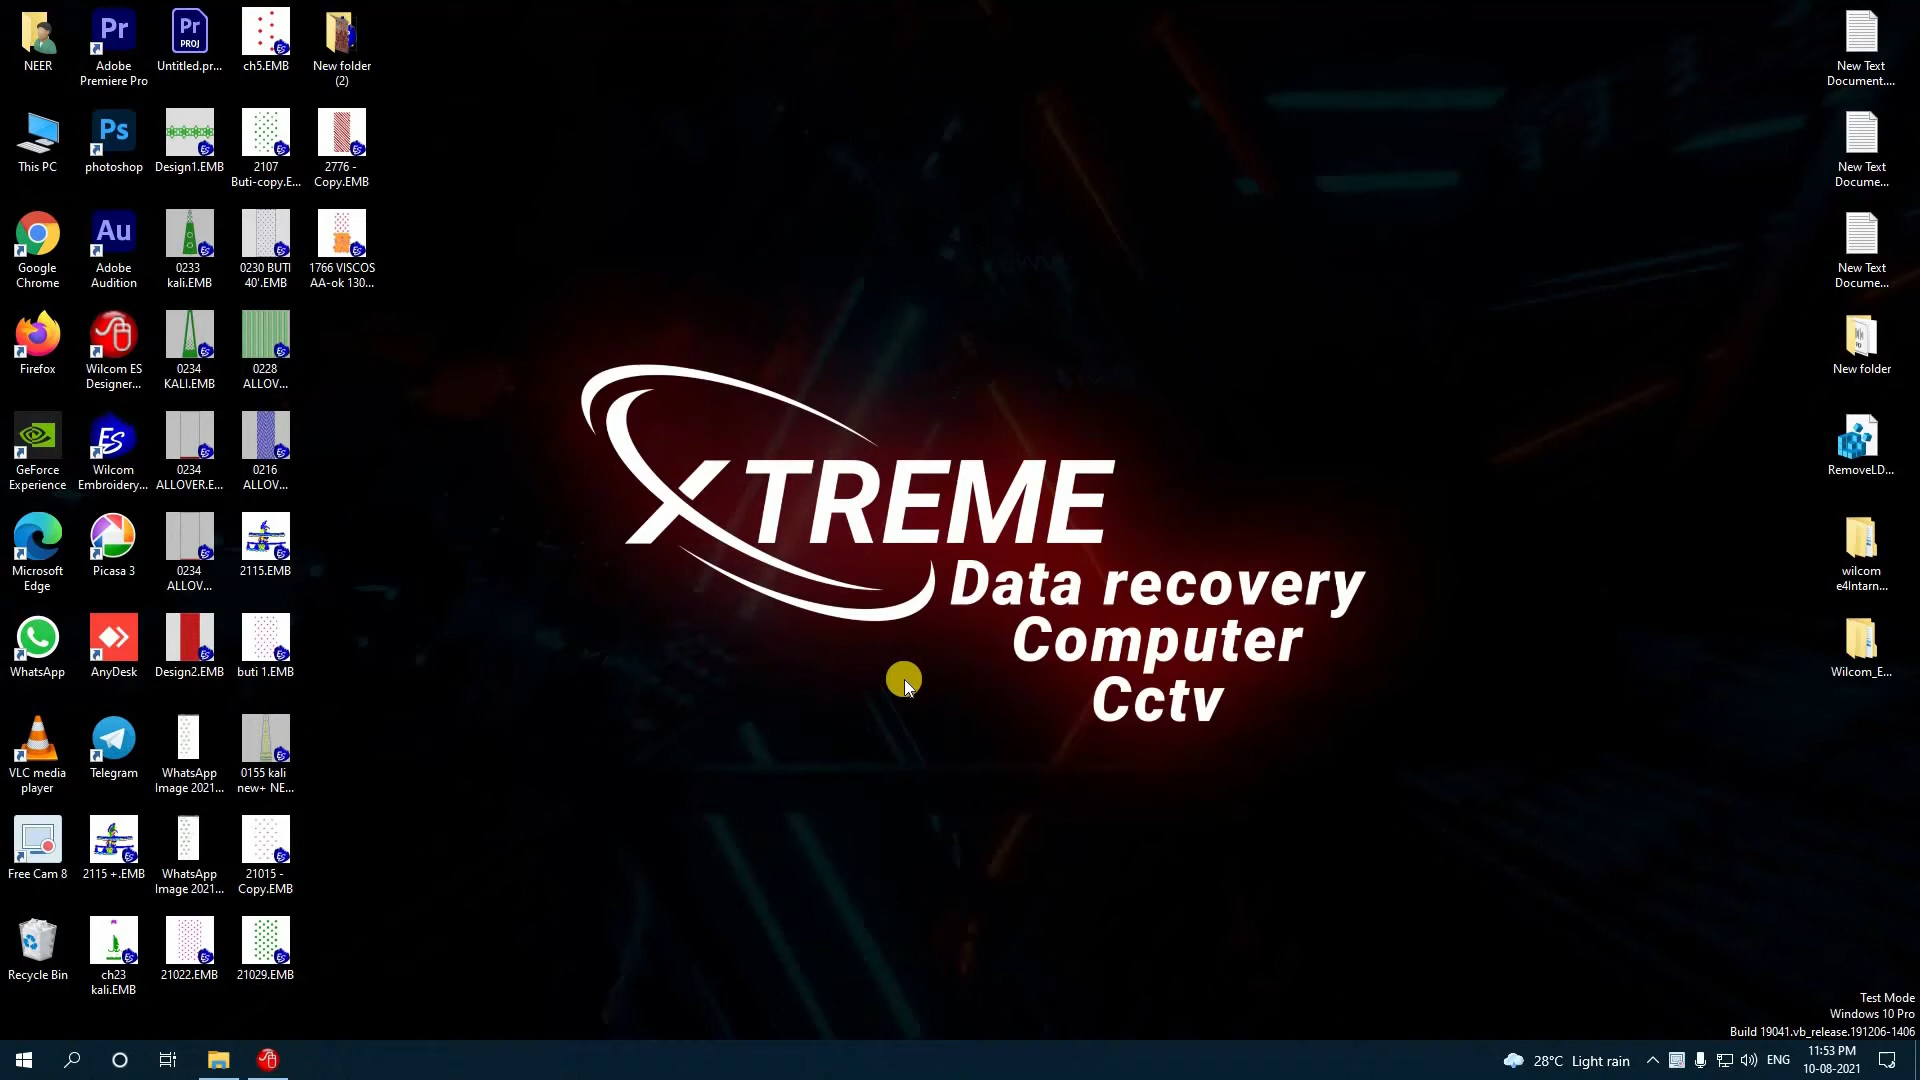 NEER
Adobe
Premiere Pro
Untitled.pr...
ch5.EMB
New folder
(2)
This PC
photoshop
Design1.EMB
2107
Buti-copy.E...
2776 -
Copy.EMB
Google
Chrome
Adobe
Audition
0233
kali.EMB
0230 BUTI
40'.EMB
1766 VISCOS
AA-ok 130...
Firefox
Wilcom ES
Designer...
0234
KALI.EMB
0228
ALLOV...
GeForce
Experience
Wilcom
Embroidery...
0234
ALLOVER.E...
0216
ALLOV...
Microsoft
Edge
Picasa 3
0234
ALLOV...
2115.EMB
WhatsApp
AnyDesk
Design2.EMB
buti 1.EMB
VLC media
player
Telegram
WhatsApp
Image 2021...
0155 kali
new+ NE...
Free Cam 8
2115 +.EMB
WhatsApp
Image 2021...
21015 -
Copy.EMB
Recycle Bin
ch23
kali.EMB
21022.EMB
21029.EMB
XTREME
Data recovery
Computer
Cctv
New Text
Document....
New Text
Docume...
New Text
Docume...
New folder
RemoveLD...
wilcom
e4Intarn...
Wilcom_E...
Test Mode
Windows 10 Pro
Build 19041.vb_release.191206-1406
28°C Light rain
ENG
11:53 PM
10-08-2021